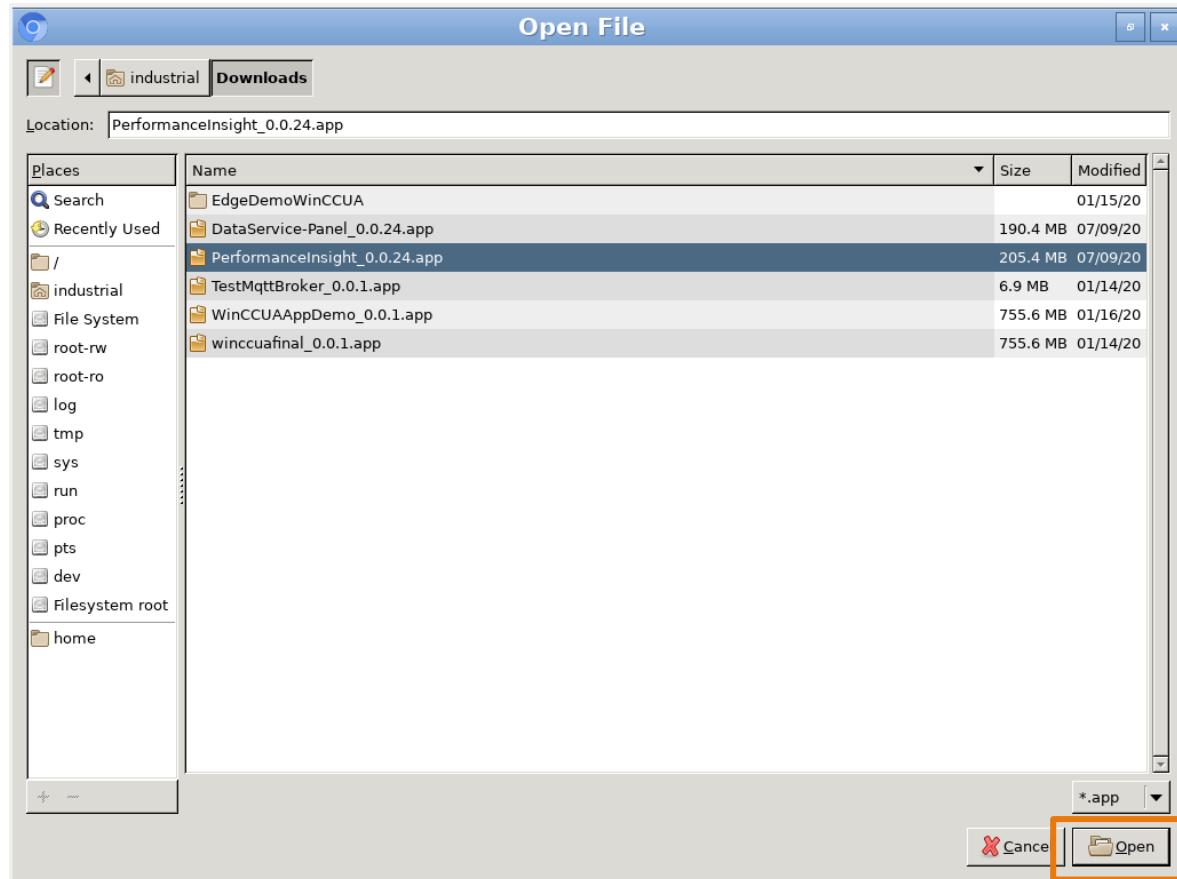 Open File
industrial Downloads
Location: PerformanceInsight_0.0.24.app
Places Name Size Modified
Search EdgeDemoWinCCUA 01/15/20
Recently Used DataService-Panel_0.0.24.app 190.4 MB 07/09/20
/ PerformanceInsight_0.0.24.app 205.4 MB 07/09/20
industrial TestMqttBroker_0.0.1.app 6.9 MB 01/14/20
File System WinCCUAAppDemo_0.0.1.app 755.6 MB 01/16/20
root-rw winccuafinal_0.0.1.app 755.6 MB 01/14/20
root-ro
log
tmp
sys
run
proc
pts
dev
Filesystem root
home
*.app
Cance Open